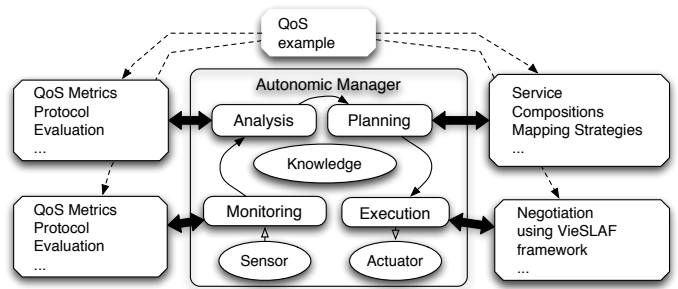 QoS
example
QoS Metrics
Protocol
Evaluation
...
Autonomic Manager
Analysis
Planning
Knowledge
Service
Compositions
Mapping Strategies
...
QoS Metrics
Protocol
Evaluation
...
Monitoring
Execution
Sensor
Actuator
Negotiation
using VieSLAF
framework
...